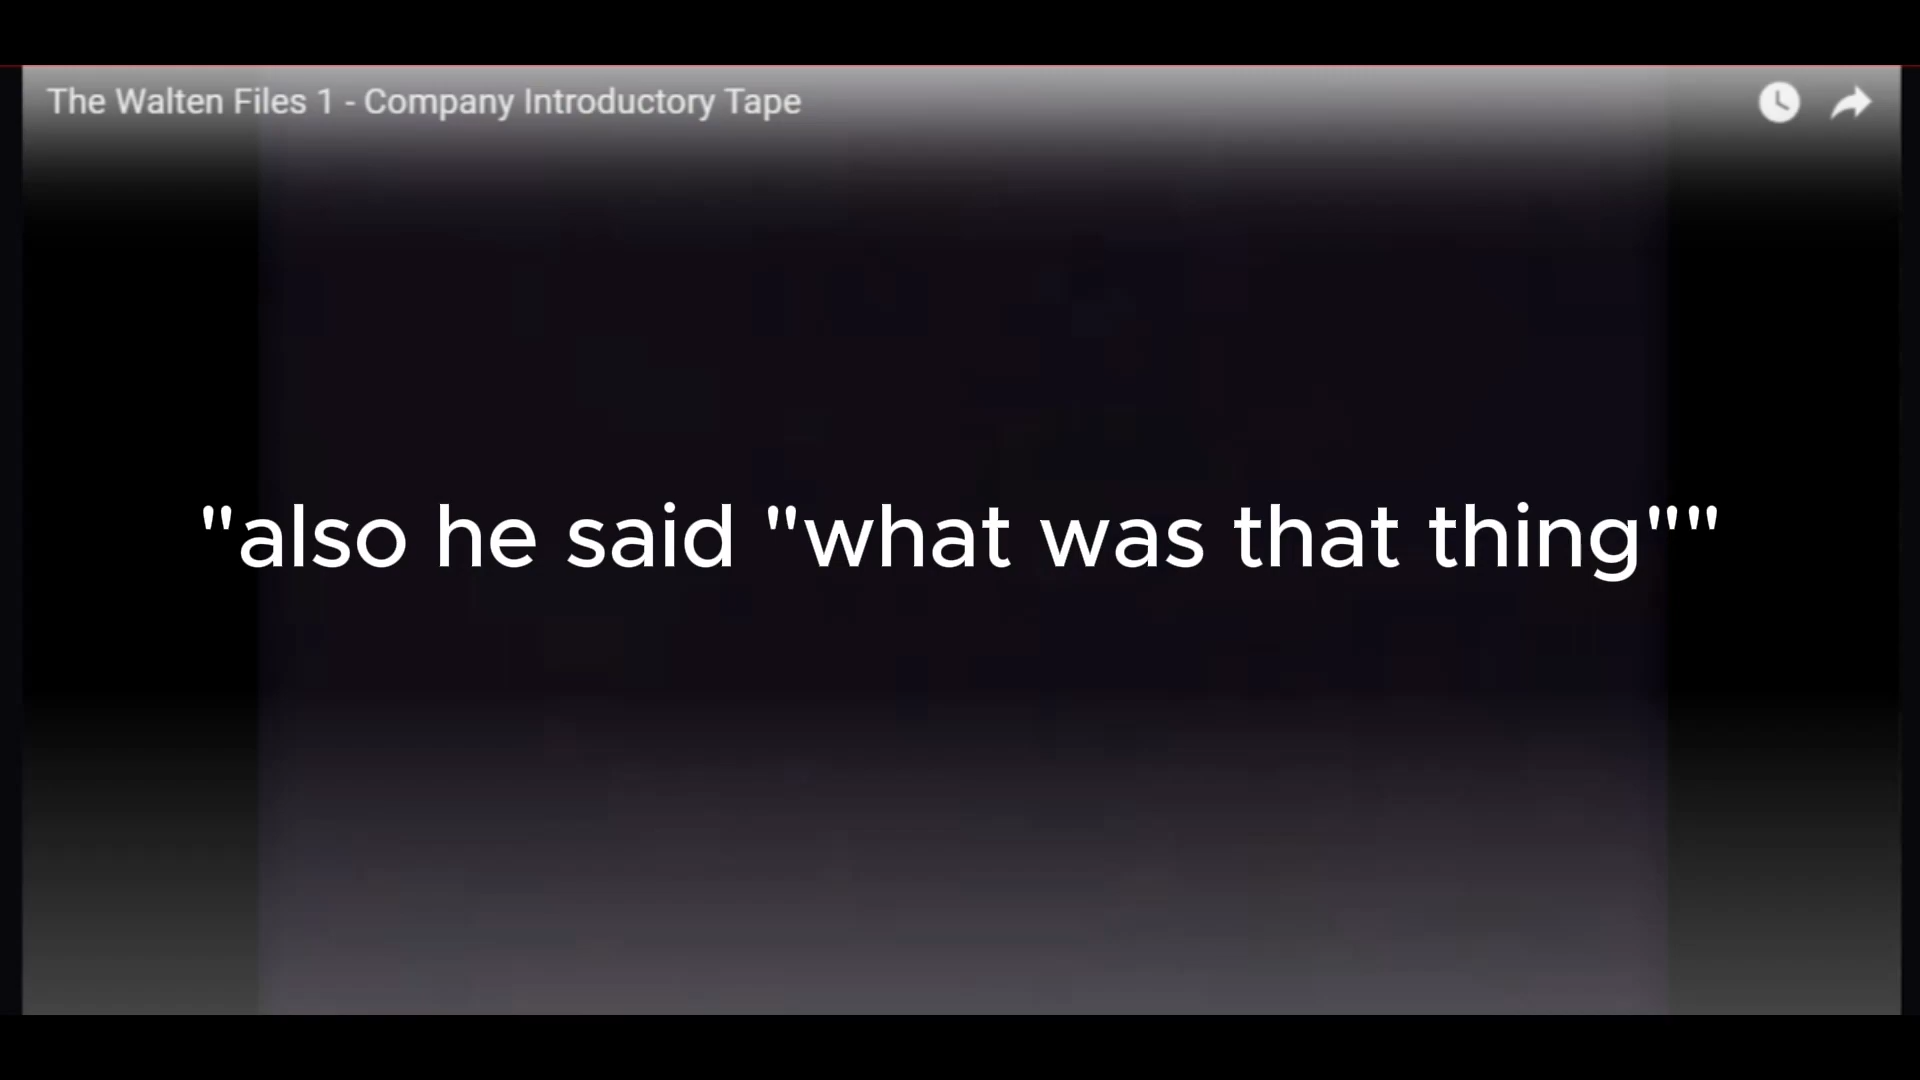 The Walten Files 1 - Company Introductory Tape
"also he said "what was that thing""